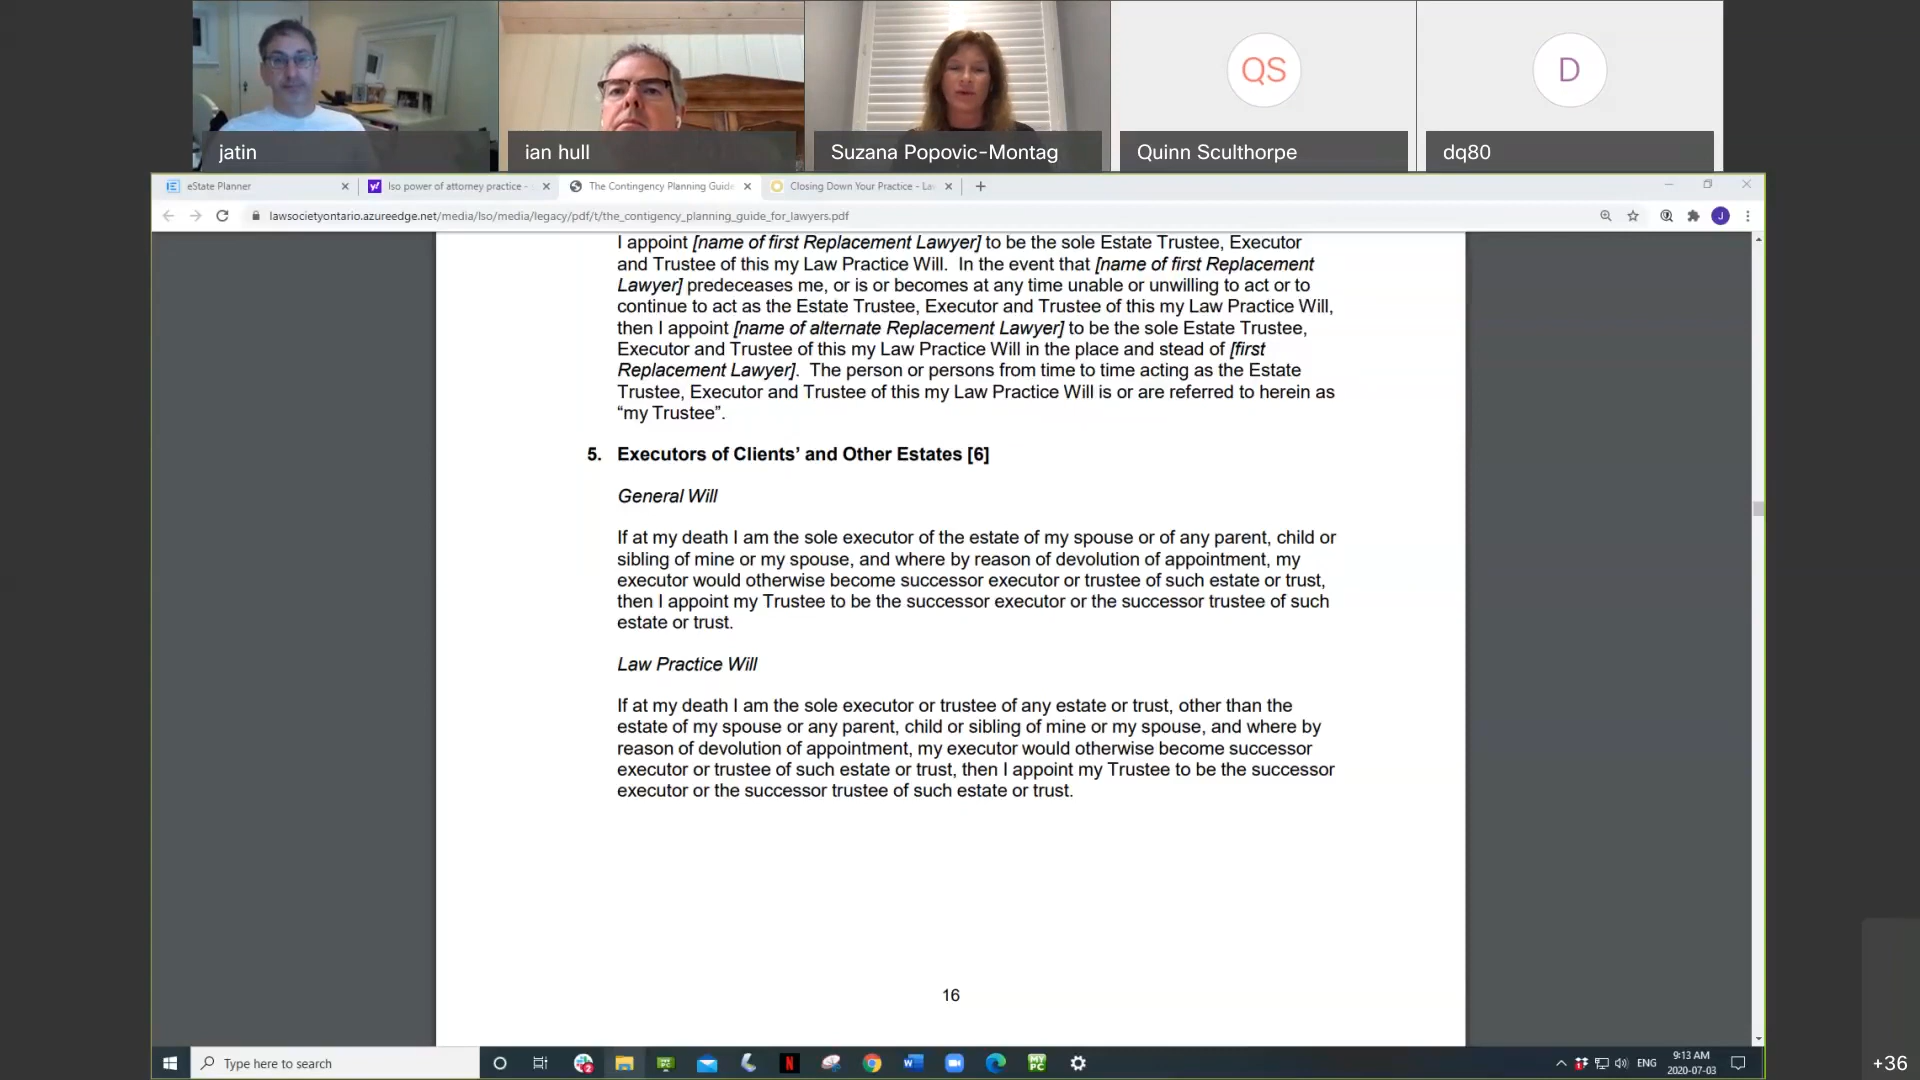 QS
D
jatin
ian hull
Suzana Popovic-Montag
Quinn Sculthorpe
dq80
eState Planner
lso power of attorney practice -
The Contingency Planning Guide
Closing Down Your Practice - La
lawsocietyontario.azureedge.net/media/lso/media/legacy/pdf/t/the_contigency_planning_guide_for_lawyers.pdf
J
I appoint [name of first Replacement Lawyer] to be the sole Estate Trustee, Executor
and Trustee of this my Law Practice Will. In the event that [name of first Replacement
Lawyer] predeceases me, or is or becomes at any time unable or unwilling to act or to
continue to act as the Estate Trustee, Executor and Trustee of this my Law Practice Will,
then I appoint [name of alternate Replacement Lawyer] to be the sole Estate Trustee,
Executor and Trustee of this my Law Practice Will in the place and stead of [first
Replacement Lawyer]. The person or persons from time to time acting as the Estate
Trustee, Executor and Trustee of this my Law Practice Will is or are referred to herein as
“my Trustee”.
5. Executors of Clients’ and Other Estates [6]
General Will
If at my death I am the sole executor of the estate of my spouse or of any parent, child or
sibling of mine or my spouse, and where by reason of devolution of appointment, my
executor would otherwise become successor executor or trustee of such estate or trust,
then I appoint my Trustee to be the successor executor or the successor trustee of such
estate or trust.
Law Practice Will
If at my death I am the sole executor or trustee of any estate or trust, other than the
estate of my spouse or any parent, child or sibling of mine or my spouse, and where by
reason of devolution of appointment, my executor would otherwise become successor
executor or trustee of such estate or trust, then I appoint my Trustee to be the successor
executor or the successor trustee of such estate or trust.
16
Type here to search
ENG
9:13 AM
2020-07-03
+36